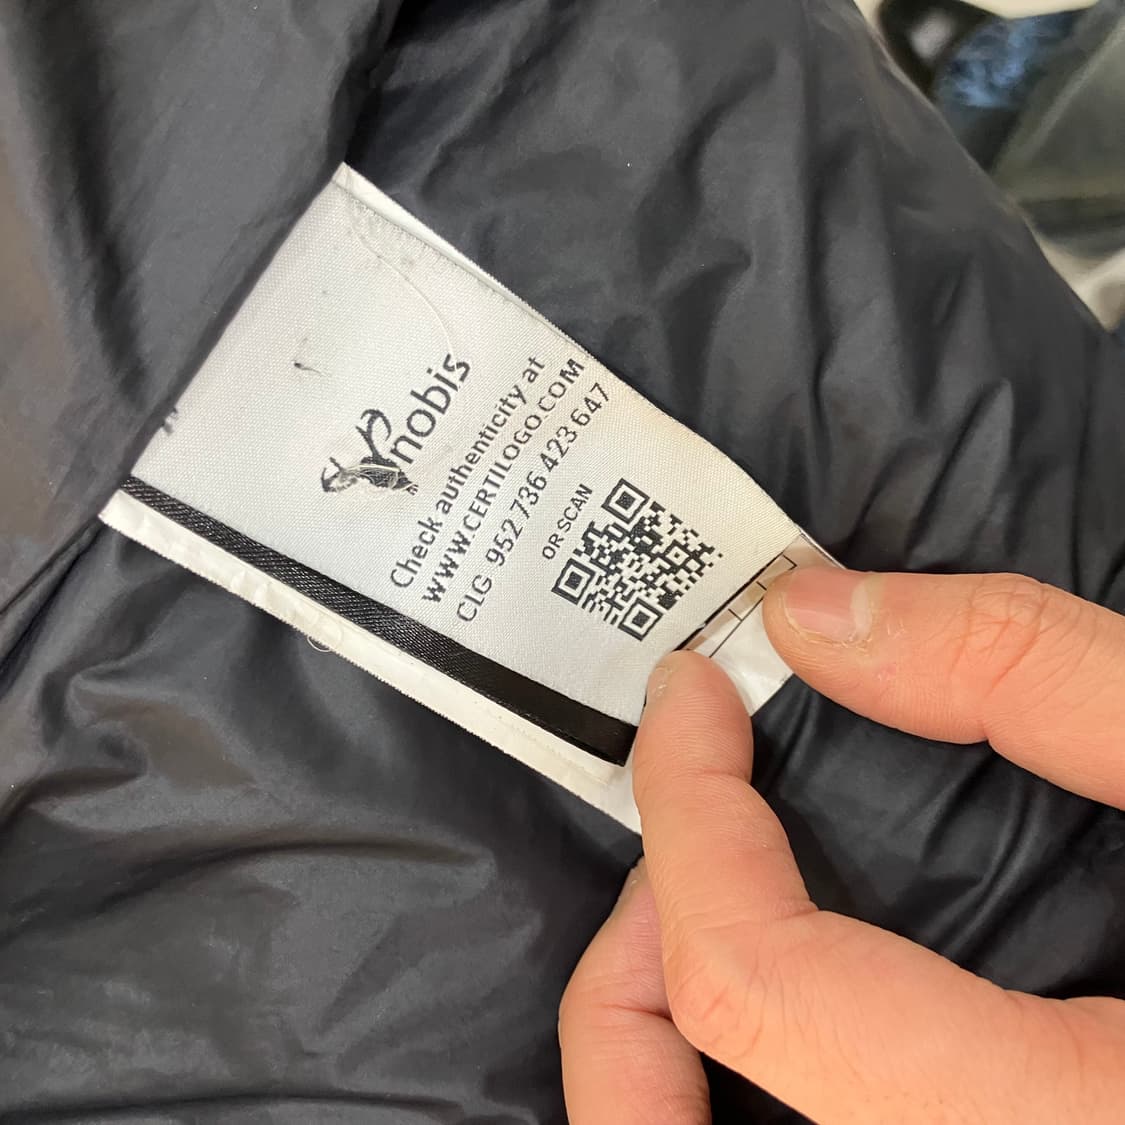 nobis
Check authenticity at
WWW.CERTILOGO.COM
CLG 952 736 423 647
OR SCAN